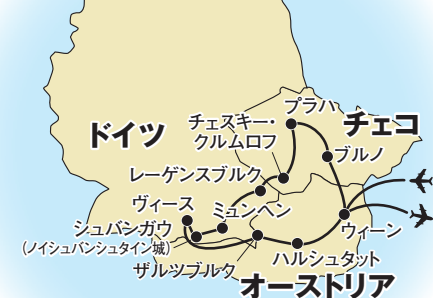 プラハ
チェコ
チェスキー・
クルムロフ
ドイツ
ブルノ
レーゲンスブルク
ヴィース
ミュンヘン
シュバンガウ
(ノイシュバンシュタイン城)
ウィーン
ハルシュタット
ザルツブルク
オーストリア